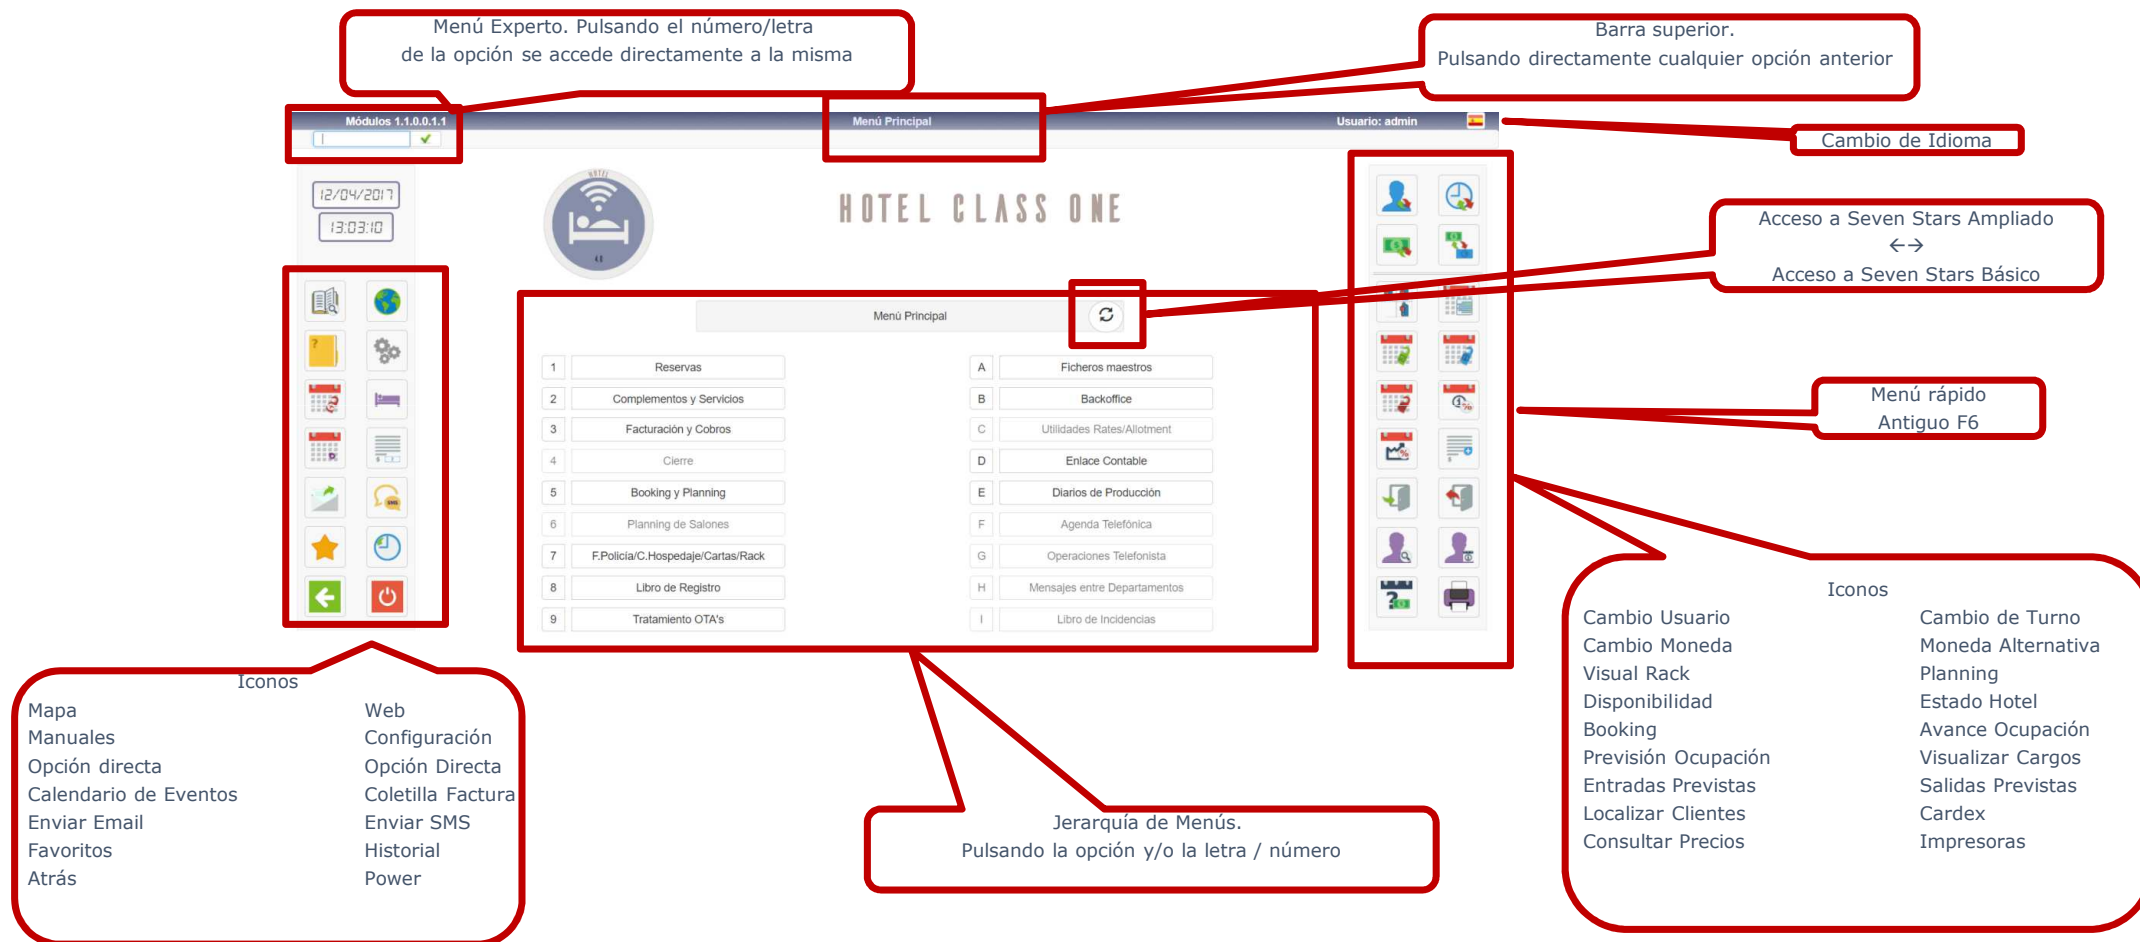 Menú Experto. Pulsando el número/letra
de la opción se accede directamente a la misma
Barra superior.
Pulsando directamente cualquier opción anterior
Módulos 1.1.0.0.1.1
Menú Principal
Usuario: admin
Cambio de Idioma
12/04/2017
13:03:10
HOTEL
HOTEL CLASS ONE
Acceso a Seven Stars Ampliado
←→
Acceso a Seven Stars Básico
Menú Principal
1 Reservas
2 Complementos y Servicios
3 Facturación y Cobros
4 Cierre
5 Booking y Planning
6 Planning de Salones
7 F.Policía/C.Hospedaje/Cartas/Rack
8 Libro de Registro
9 Tratamiento OTA's
A Ficheros maestros
B Backoffice
C Utilidades Rates/Allotment
D Enlace Contable
E Diarios de Producción
F Agenda Telefónica
G Operaciones Telefonista
H Mensajes entre Departamentos
I Libro de Incidencias
Menú rápido
Antiguo F6
Iconos
Mapa Web
Manuales Configuración
Opción directa Opción Directa
Calendario de Eventos Coletilla Factura
Enviar Email Enviar SMS
Favoritos Historial
Atrás Power
Jerarquía de Menús.
Pulsando la opción y/o la letra / número
Iconos
Cambio Usuario Cambio de Turno
Cambio Moneda Moneda Alternativa
Visual Rack Planning
Disponibilidad Estado Hotel
Booking Avance Ocupación
Previsión Ocupación Visualizar Cargos
Entradas Previstas Salidas Previstas
Localizar Clientes Cardex
Consultar Precios Impresoras